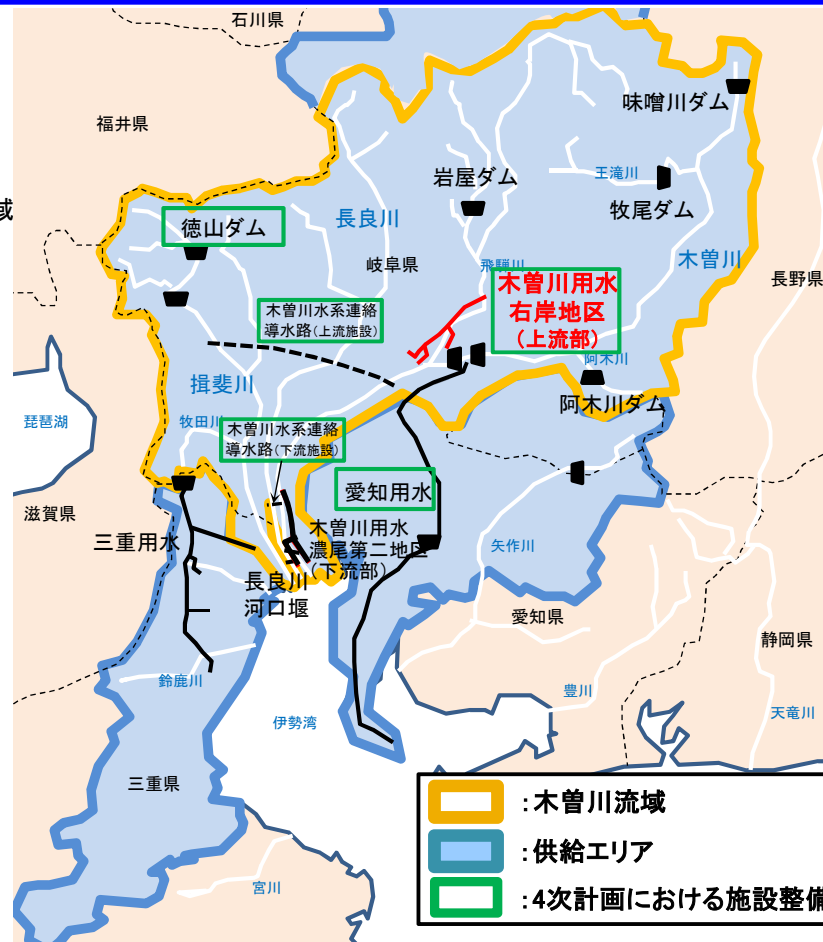 石川県
味噌川ダム
福井県
王滝川
岩屋ダム
牧尾ダム
域
長良川
徳山ダム
木曽川
岐阜県
飛騨川
長野県
木曽川用水
右岸地区
(上流部)
木曽川水系連絡
導水路(上流施設)
阿木川
揖斐川
阿木川ダム
琵琶湖
牧田川
木曽川水系連絡
導水路(下流施設)
愛知用水
滋賀県
木曽川用水
濃尾第二地区
(下流部)
三重用水
矢作川
長良川
河口堰
愛知県
静岡県
鈴鹿川
豊川
伊勢湾
天竜川
三重県
宮川
:木曽川流域
:供給エリア
:4次計画における施設整備